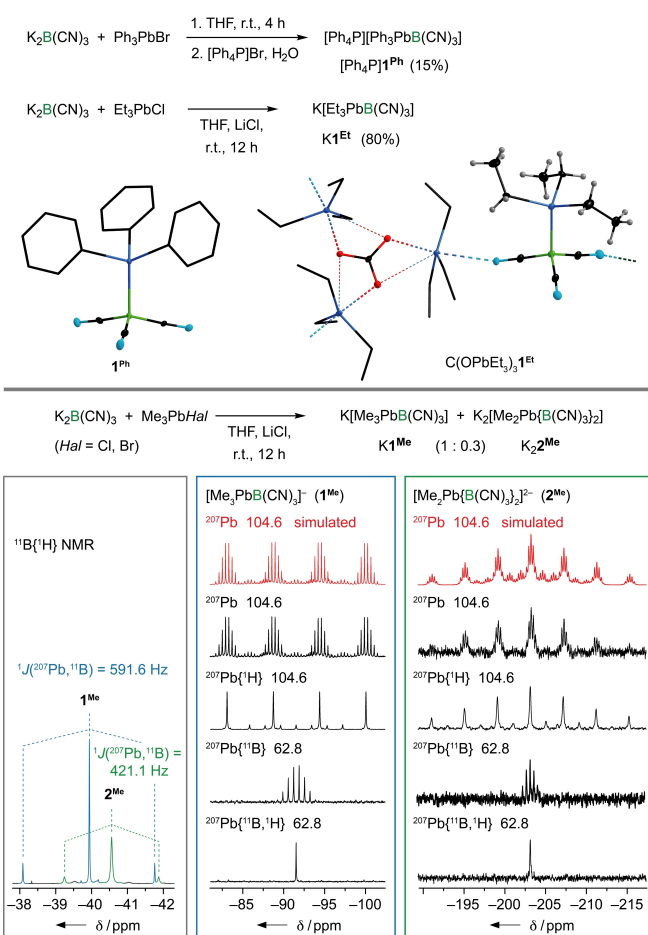 1. THF, r.t., 4 h
K₂B(CN)₃ + Ph₃PbBr [Ph₄P][Ph₃PbB(CN)₃]
2. [Ph₄P]Br, H₂O
[Ph₄P]1ᴾʰ (15%)
K₂B(CN)₃ + Et₃PbCl K[Et₃PbB(CN)₃]
THF, LiCl,
r.t., 12 h
K1ᴱᵗ (80%)
1ᴾʰ
C(OPbEt₃)₃1ᴱᵗ
K₂B(CN)₃ + Me₃PbHal K[Me₃PbB(CN)₃] + K₂[Me₂Pb{B(CN)₃}₂]
(Hal = Cl, Br) THF, LiCl, K1ᴹᵉ (1 : 0.3) K₂2ᴹᵉ
r.t., 12 h
¹¹B{¹H} NMR
¹J(²⁰⁷Pb,¹¹B) = 591.6 Hz
1ᴹᵉ
¹J(²⁰⁷Pb,¹¹B) =
421.1 Hz
2ᴹᵉ
–38 –39 –40 –41 –42
δ / ppm
[Me₃PbB(CN)₃]⁻ (1ᴹᵉ)
²⁰⁷Pb 104.6 simulated
²⁰⁷Pb 104.6
²⁰⁷Pb{¹H} 104.6
²⁰⁷Pb{¹¹B} 62.8
²⁰⁷Pb{¹¹B,¹H} 62.8
–85 –90 –95 –100
δ / ppm
[Me₂Pb{B(CN)₃}₂]²⁻ (2ᴹᵉ)
²⁰⁷Pb 104.6 simulated
²⁰⁷Pb 104.6
²⁰⁷Pb{¹H} 104.6
²⁰⁷Pb{¹¹B} 62.8
²⁰⁷Pb{¹¹B,¹H} 62.8
–195 –200 –205 –210 –215
δ / ppm